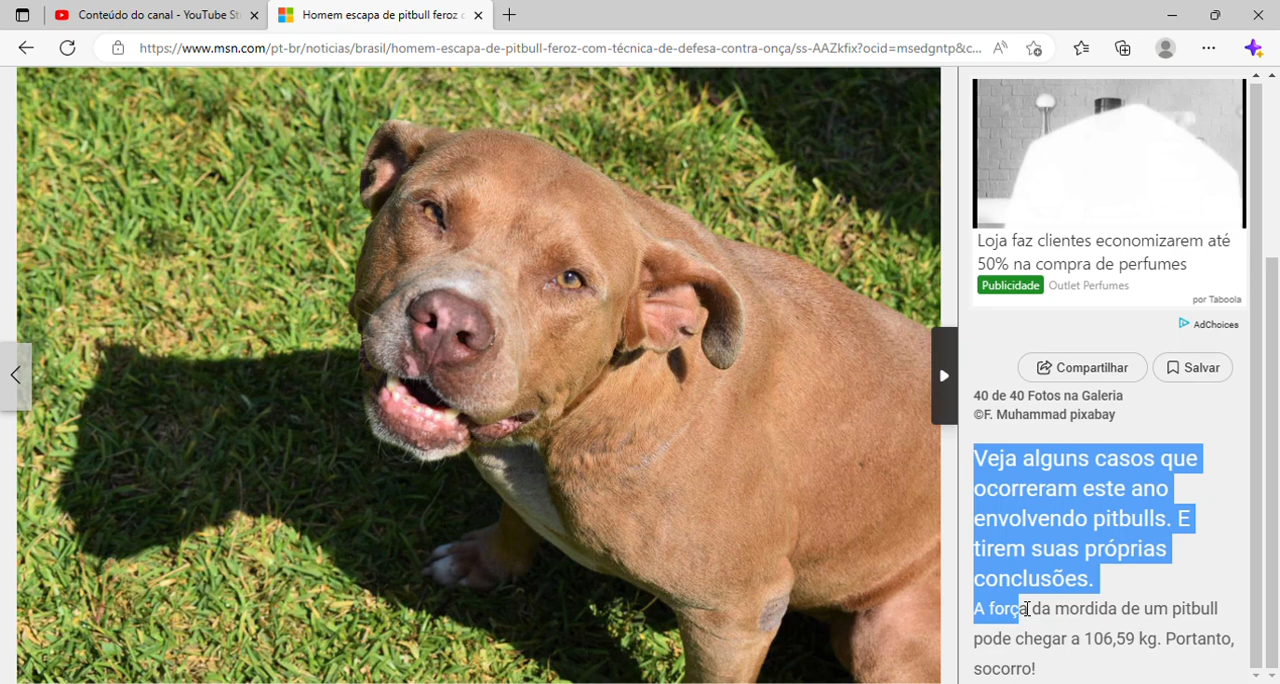 Conteúdo do canal - YouTube St
Homem escapa de pitbull feroz c
https://www.msn.com/pt-br/noticias/brasil/homem-escapa-de-pitbull-feroz-com-técnica-de-defesa-contra-onça/ss-AAZkfix?ocid=msedgntp&c...
Loja faz clientes economizarem até
50% na compra de perfumes
Publicidade Outlet Perfumes
por Taboola
AdChoices
Compartilhar Salvar
40 de 40 Fotos na Galeria
©F. Muhammad pixabay
Veja alguns casos que
ocorreram este ano
envolvendo pitbulls. E
tirem suas próprias
conclusões.
A força da mordida de um pitbull
pode chegar a 106,59 kg. Portanto,
socorro!